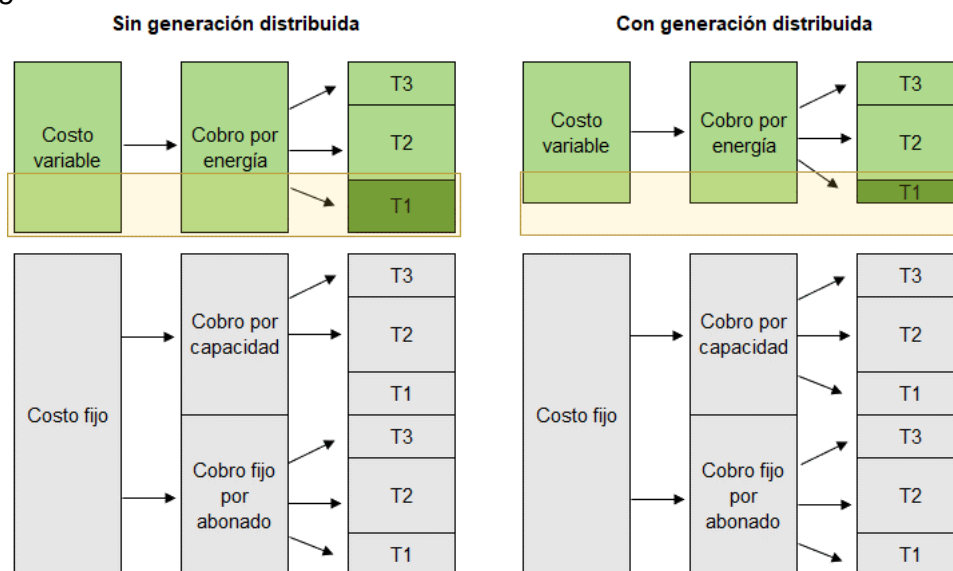 Sin generación distribuida
Costo
variable
Cobro por
energía
T3
T2
T1
Costo fijo
Cobro por
capacidad
T3
T2
T1
Cobro fijo
por
abonado
T3
T2
T1
Con generación distribuida
Costo
variable
Cobro por
energía
T3
T2
T1
Costo fijo
Cobro por
capacidad
T3
T2
T1
Cobro fijo
por
abonado
T3
T2
T1